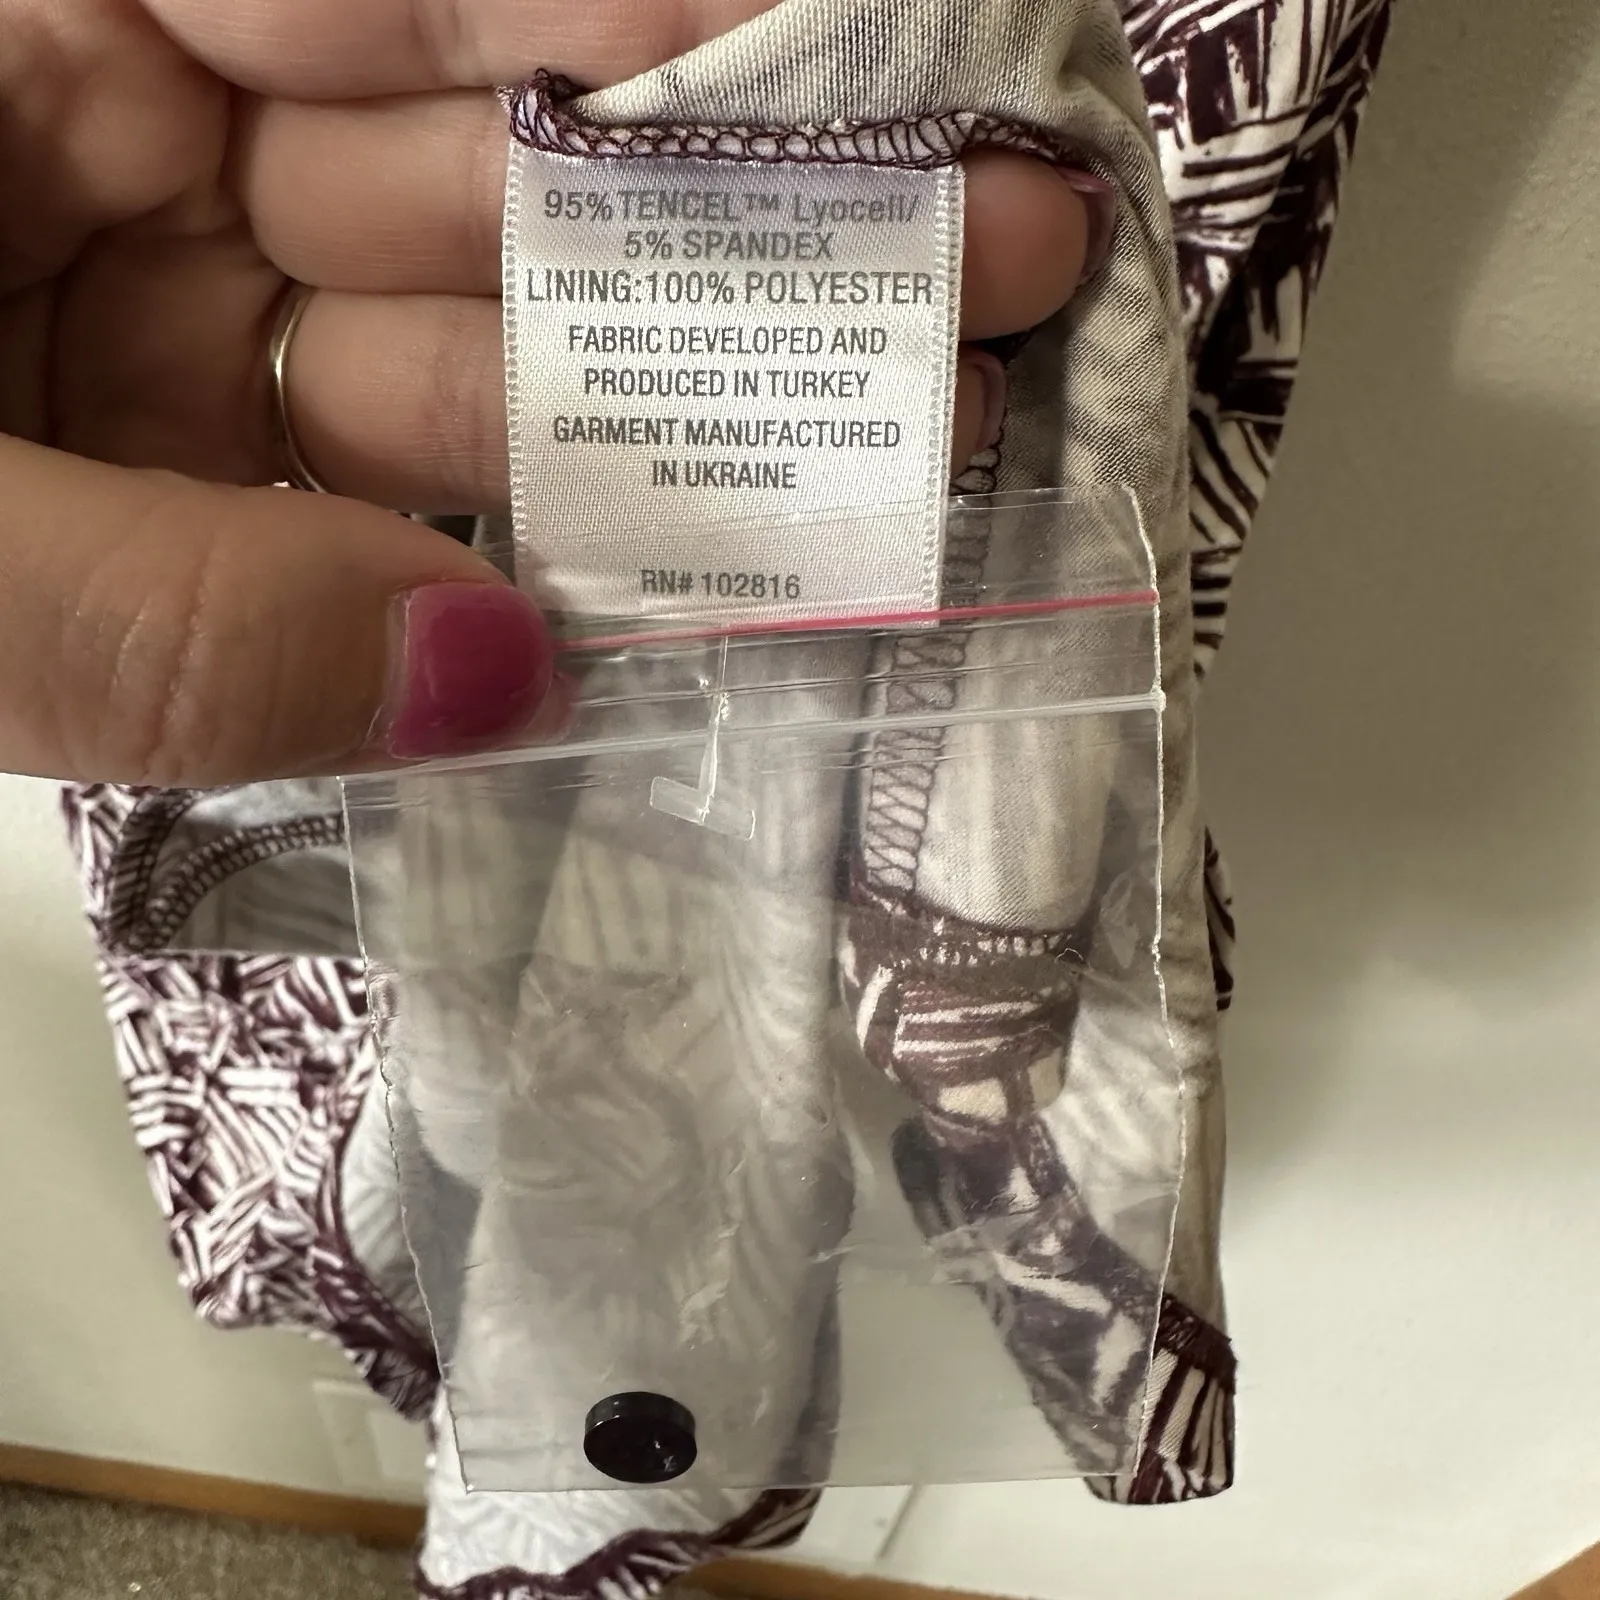 95% TENCEL™ Lyocell/
5% SPANDEX
LINING:100% POLYESTER
FABRIC DEVELOPED AND
PRODUCED IN TURKEY
GARMENT MANUFACTURED
IN UKRAINE
RN# 102816